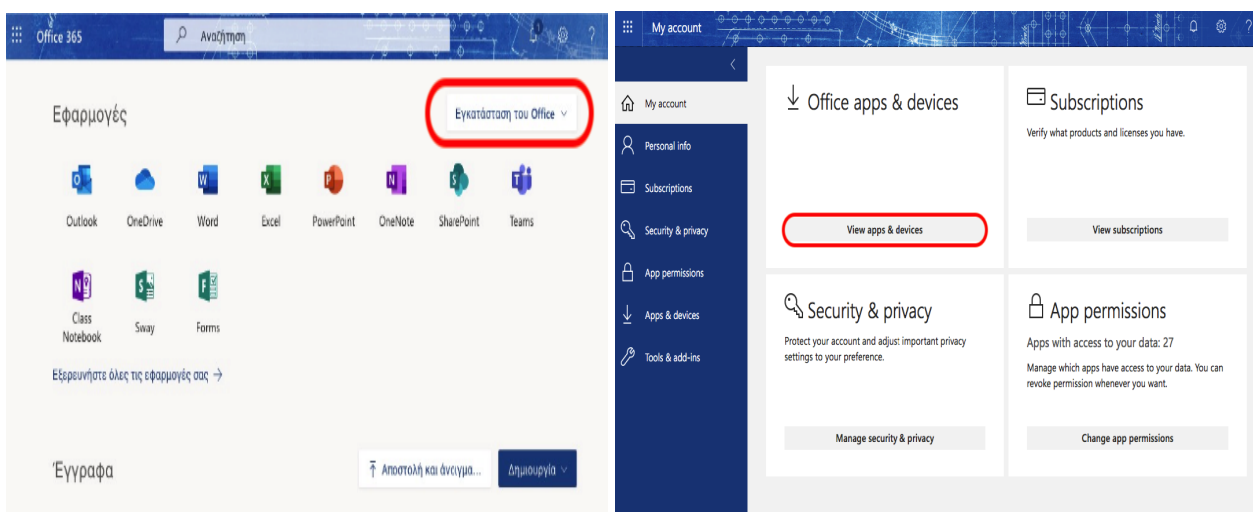 Office 365
Αναζήτηση
1
?
Εφαρμογές
Εγκατάσταση του Office
Outlook
OneDrive
Word
Excel
PowerPoint
OneNote
SharePoint
Teams
Class
Notebook
Sway
Forms
Εξερευνήστε όλες τις εφαρμογές σας →
Έγγραφα
Αποστολή και άνοιγμα...
Δημιουργία
My account
?
My account
Personal info
Subscriptions
Security & privacy
App permissions
Apps & devices
Tools & add-ins
Office apps & devices
View apps & devices
Subscriptions
Verify what products and licenses you have.
View subscriptions
Security & privacy
Protect your account and adjust important privacy
settings to your preference.
Manage security & privacy
App permissions
Apps with access to your data: 27
Manage which apps have access to your data. You can
revoke permission whenever you want.
Change app permissions